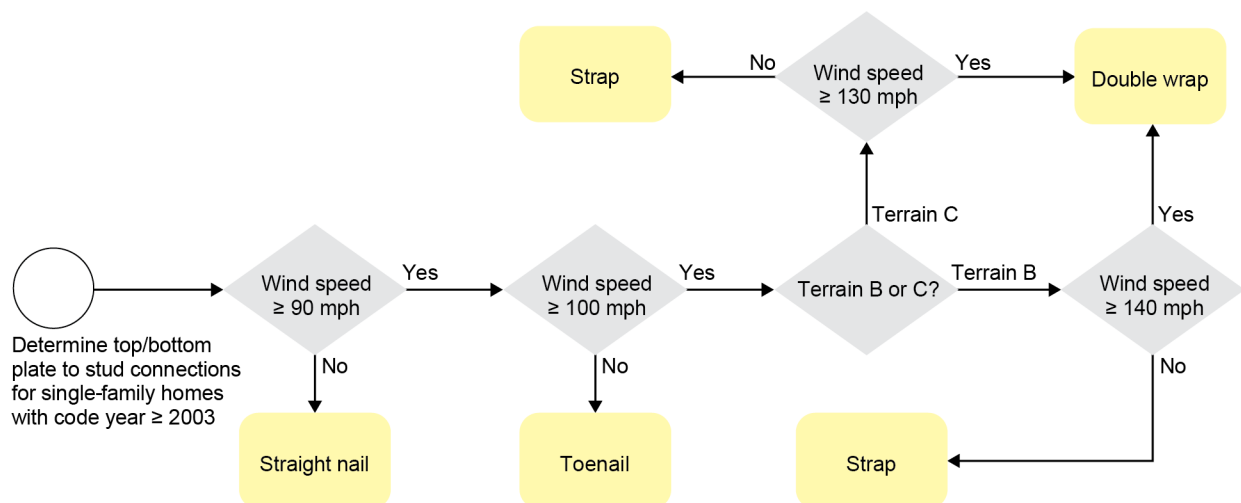 Strap
No
Wind speed
≥ 130 mph
Yes
Double wrap
Terrain C
Yes
Wind speed
≥ 90 mph
Yes
Wind speed
≥ 100 mph
Yes
Terrain B or C?
Terrain B
Wind speed
≥ 140 mph
Determine top/bottom
plate to stud connections
for single-family homes
with code year ≥ 2003
No
No
No
Straight nail
Toenail
Strap